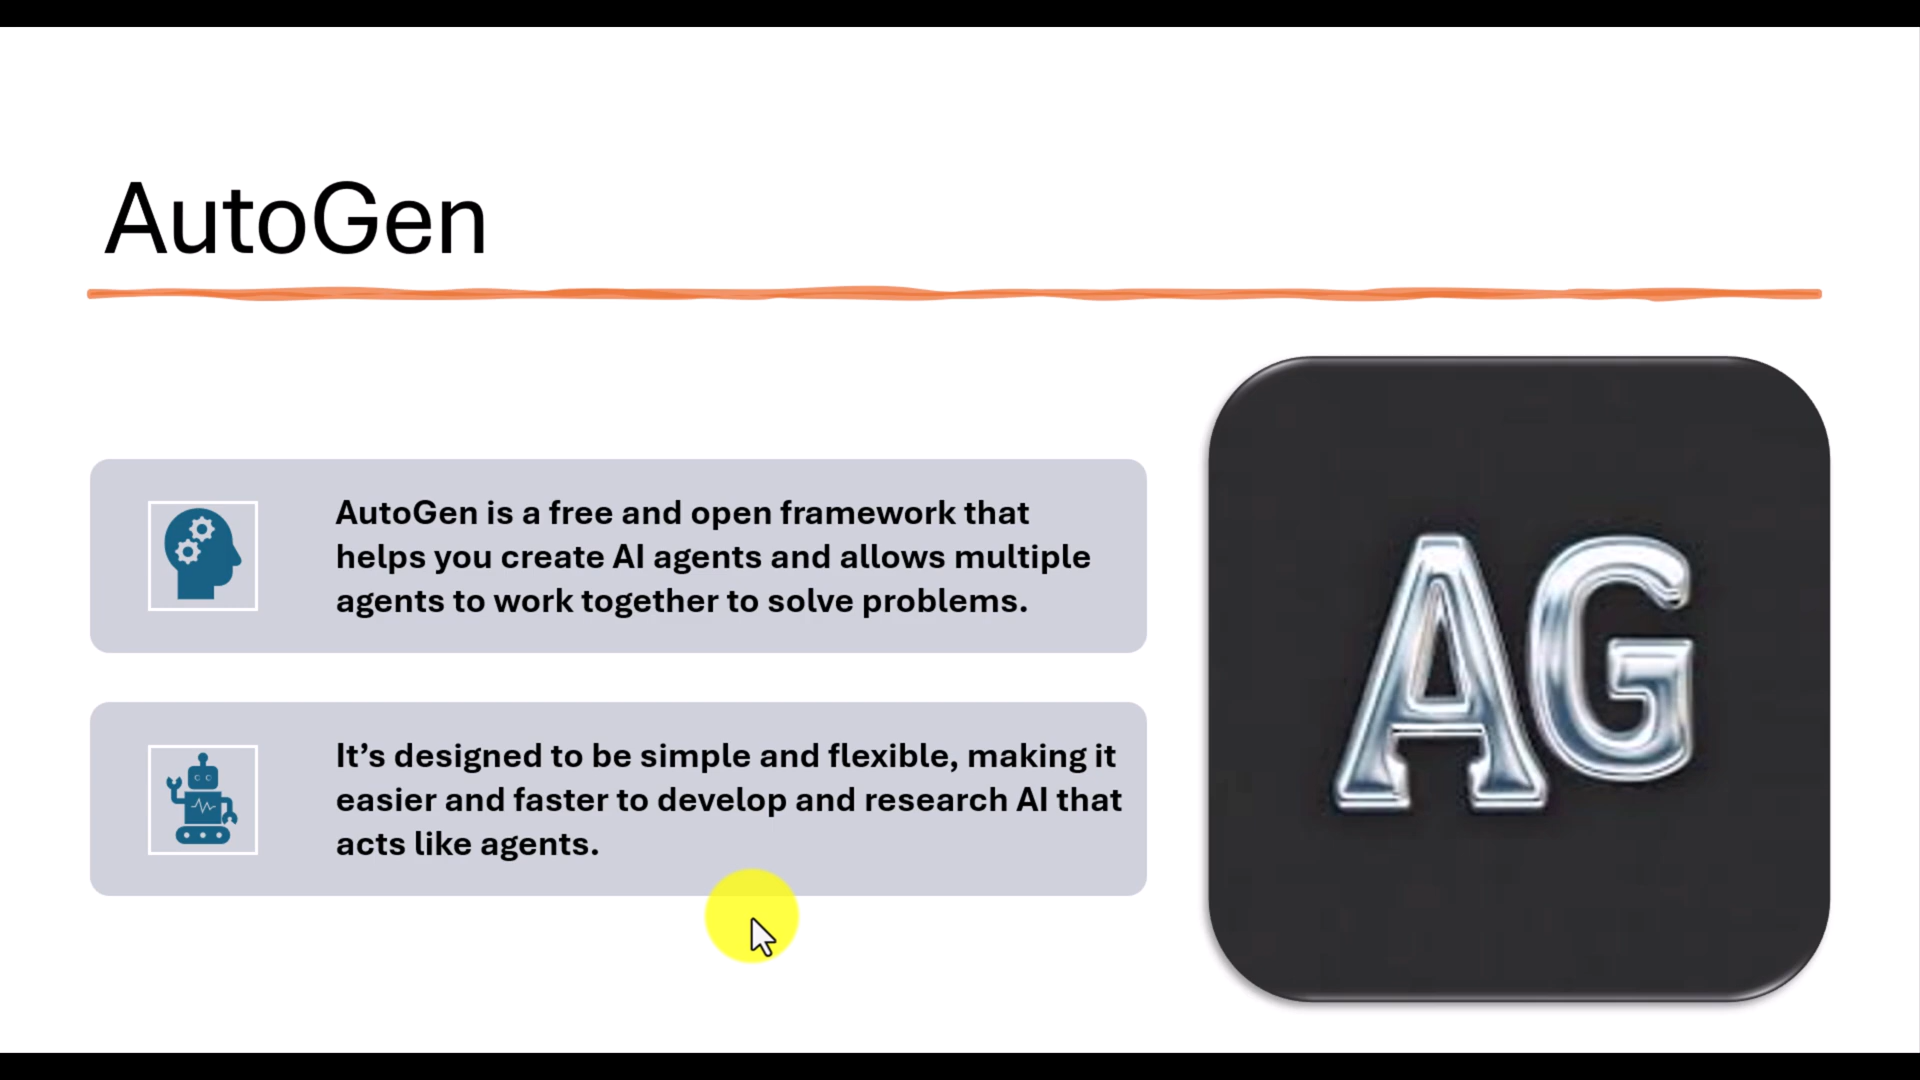 AutoGen
AutoGen is a free and open framework that
helps you create AI agents and allows multiple
agents to work together to solve problems.
It’s designed to be simple and flexible, making it
easier and faster to develop and research AI that
acts like agents.
AG